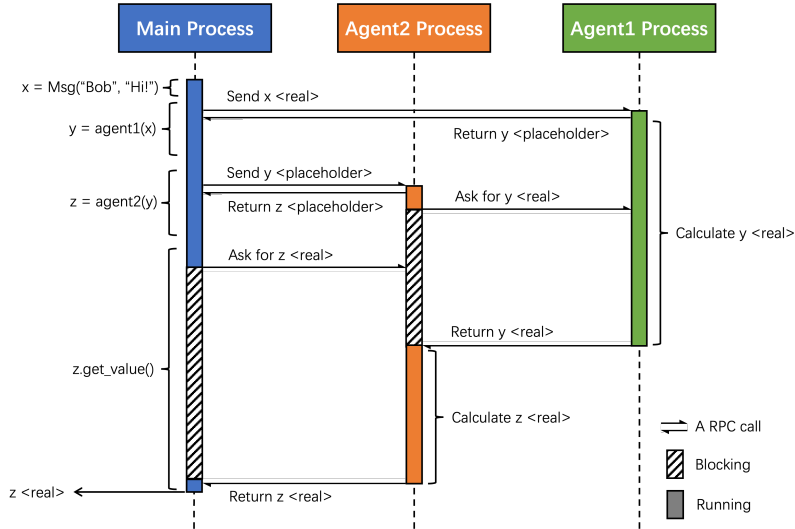 Main Process
Agent2 Process
Agent1 Process
x = Msg(“Bob”, “Hi!”)
Send x <real>
y = agent1(x)
Return y <placeholder>
Send y <placeholder>
z = agent2(y)
Return z <placeholder>
Ask for y <real>
Calculate y <real>
Ask for z <real>
Return y <real>
z.get_value()
Calculate z <real>
A RPC call
Blocking
z <real>
Return z <real>
Running